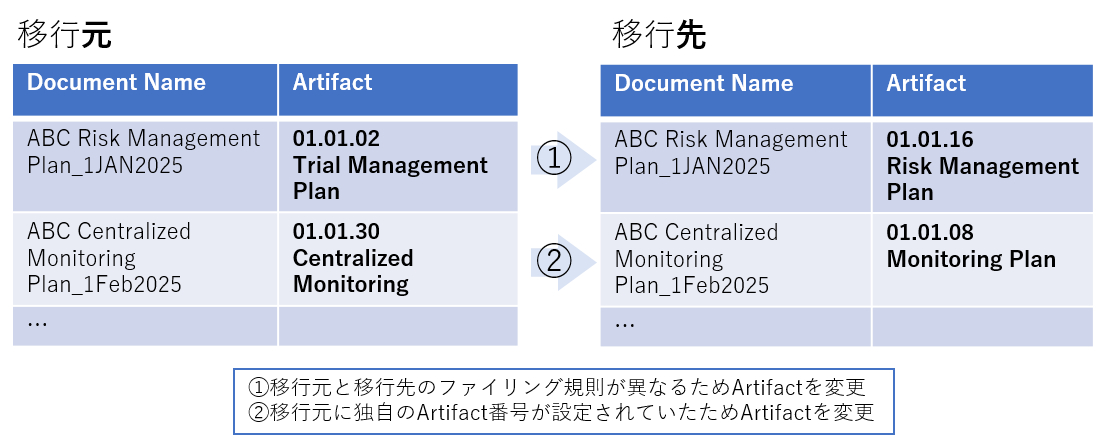 移行元
移行先
Document Name
Artifact
Document Name
Artifact
ABC Risk Management
Plan_1JAN2025
01.01.02
Trial Management
Plan
①
ABC Risk Management
Plan_1JAN2025
01.01.16
Risk Management
Plan
ABC Centralized
Monitoring
Plan_1Feb2025
01.01.30
Centralized
Monitoring
②
ABC Centralized
Monitoring
Plan_1Feb2025
01.01.08
Monitoring Plan
…
…
①移行元と移行先のファイリング規則が異なるためArtifactを変更
②移行元に独自のArtifact番号が設定されていたためArtifactを変更